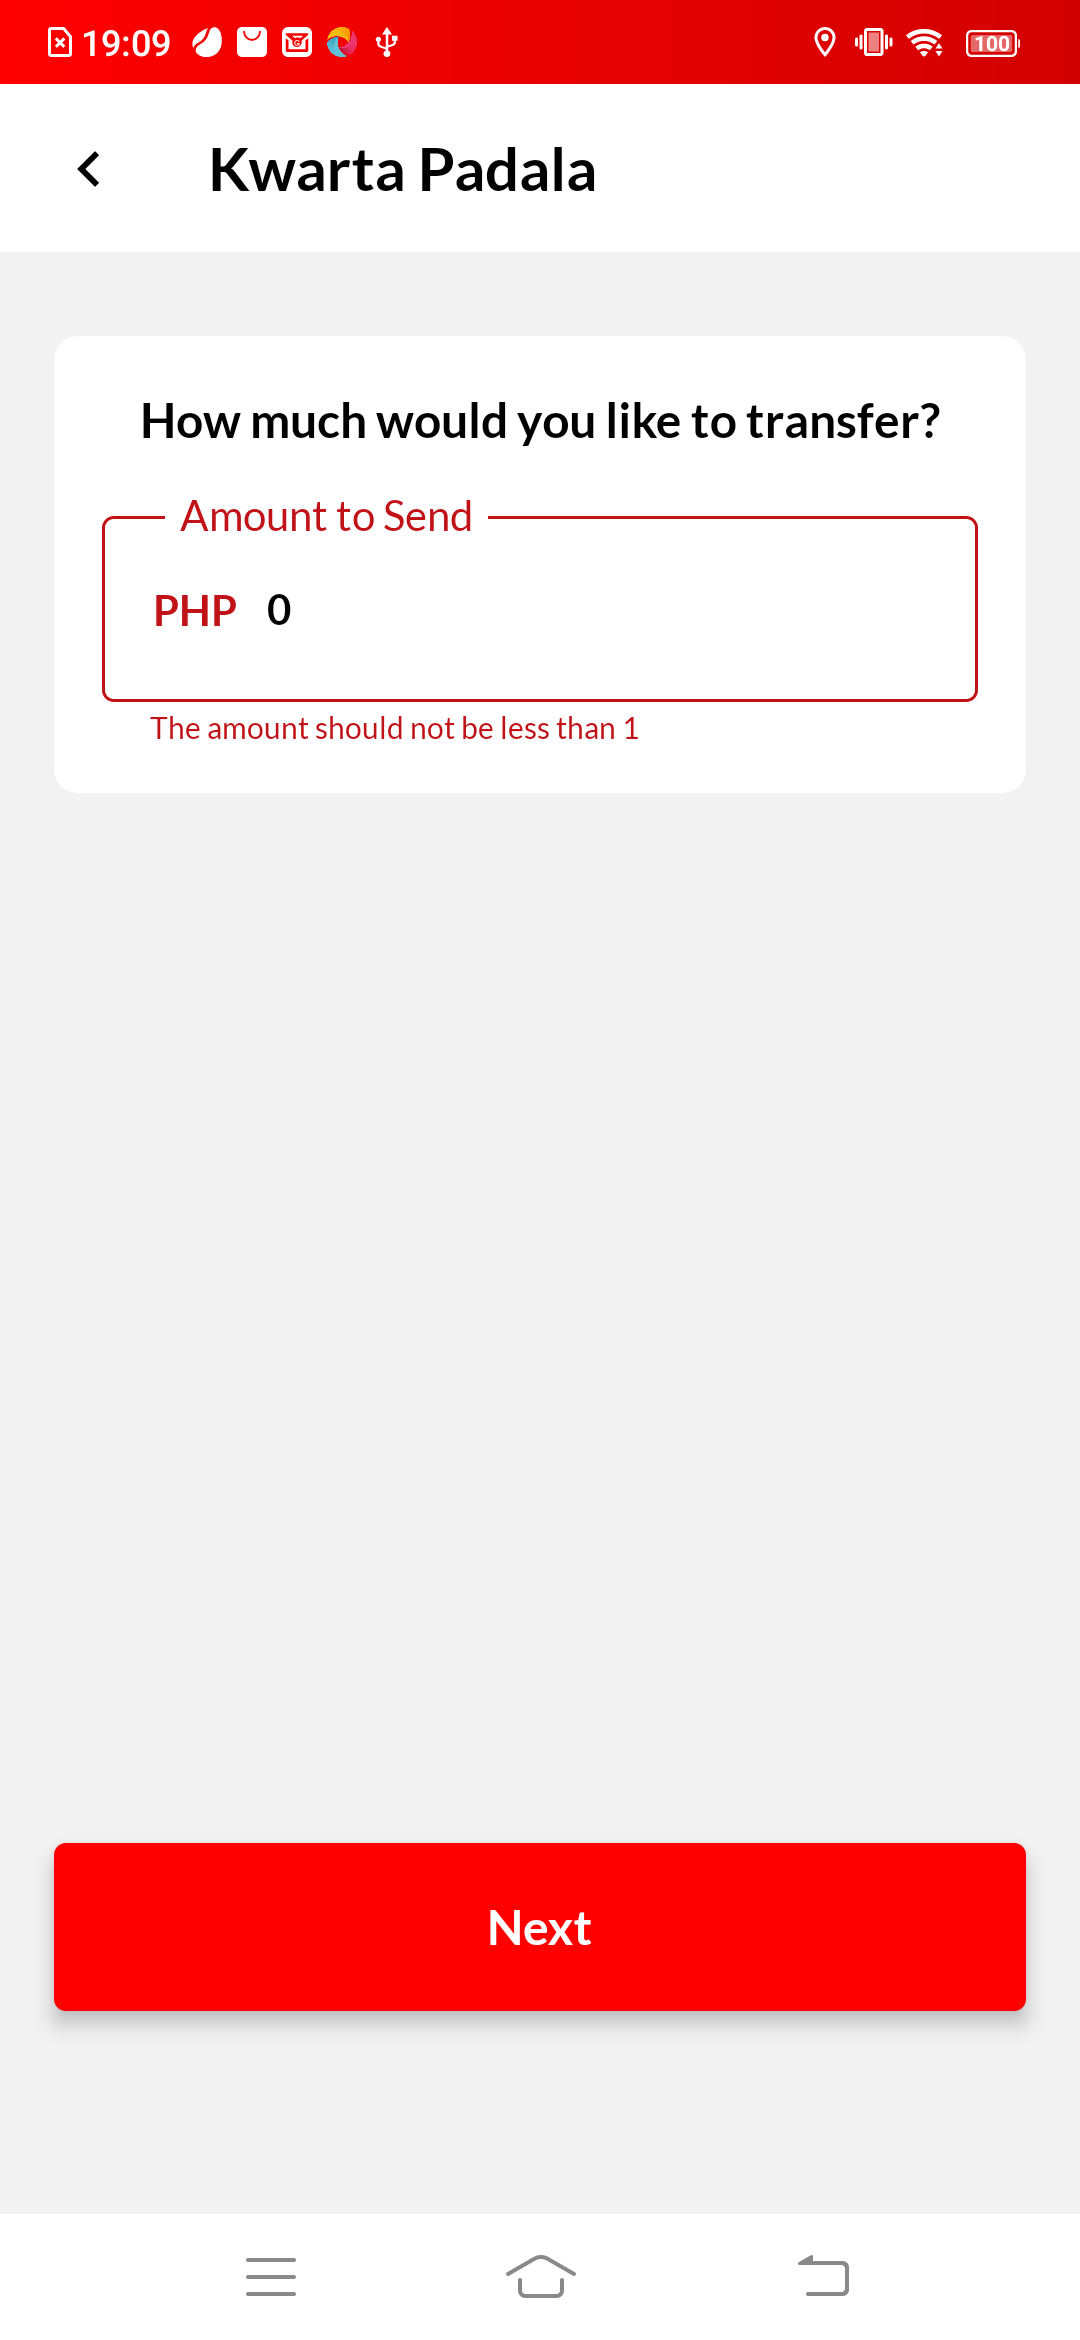 19:09
100
Kwarta Padala
How much would you like to transfer?
Amount to Send
PHP 0
The amount should not be less than 1
Next